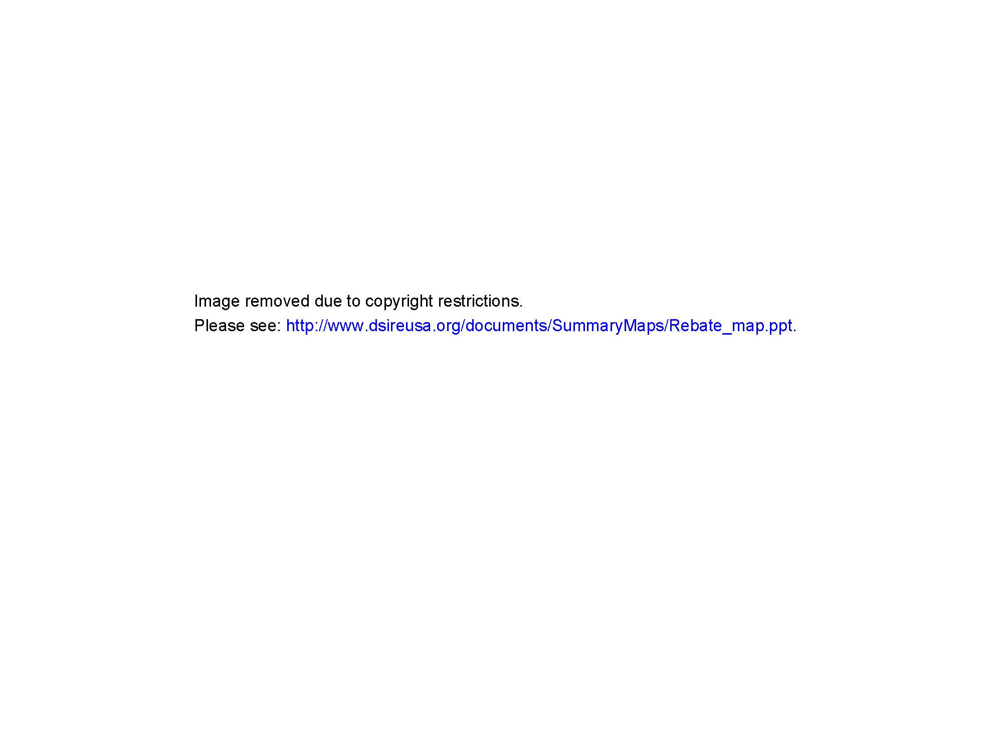 Image removed due to copyright restrictions.
Please see: http://www.dsireusa.org/documents/SummaryMaps/Rebate_map.ppt.